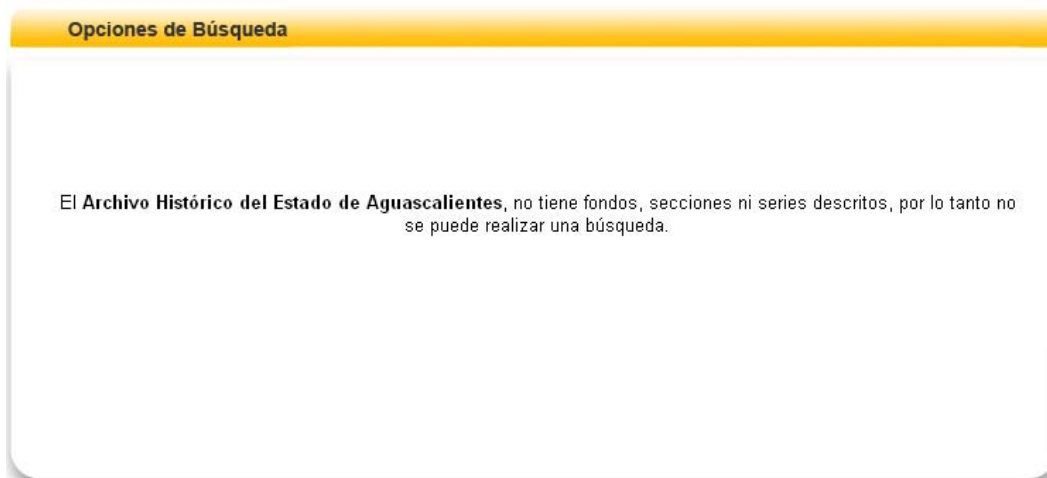 Opciones de Búsqueda
El Archivo Histórico del Estado de Aguascalientes, no tiene fondos, secciones ni series descritos, por lo tanto no
se puede realizar una búsqueda.